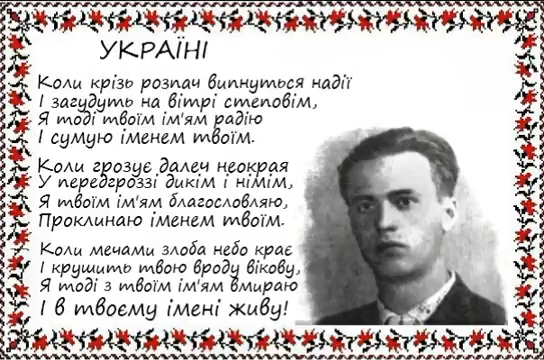 УКРАЇНІ
Коли крізь розпач випнуться надії
І загудуть на вітрі степовім,
Я тоді твоїм ім'ям радію
І сумую іменем твоїм.
Коли грозує далеч неокрая
У передгроззі дикім і німім,
Я твоїм ім'ям благословляю,
Проклинаю іменем твоїм.
Коли мечами злоба небо крає
І крушить твою вроду вікову,
Я тоді з твоїм ім'ям вмираю
І в твоєму імені живу!